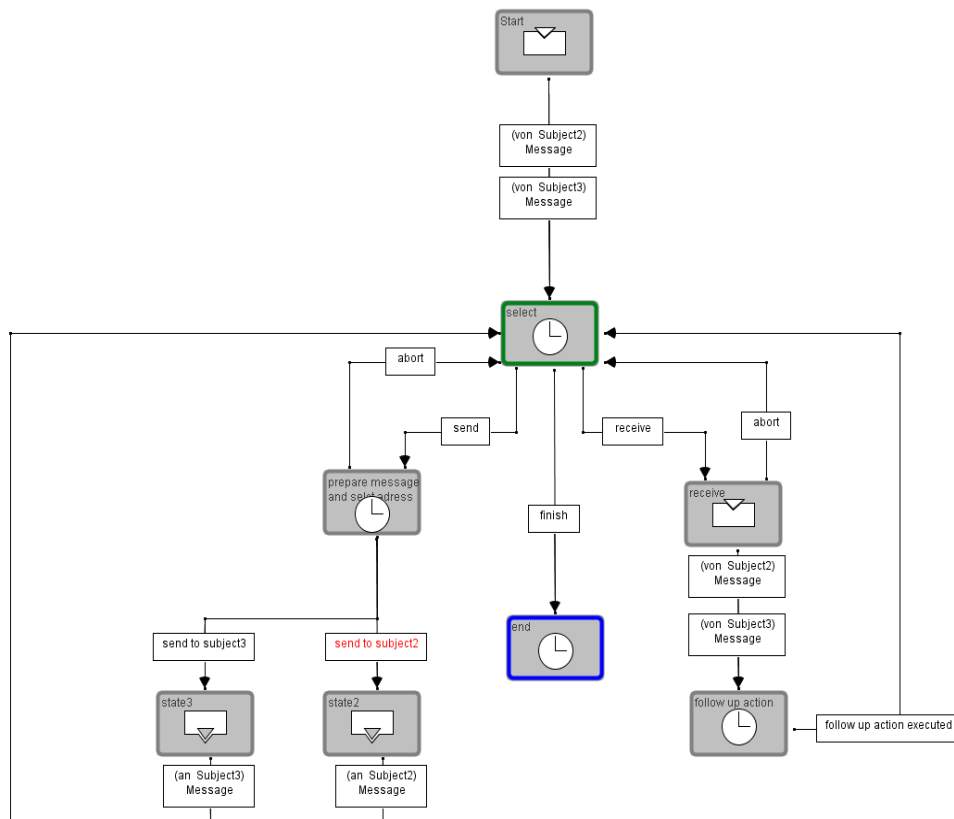 Start
(von Subject2)
Message
(von Subject3)
Message
select
abort
send
receive
abort
prepare message
and selct adress
receive
finish
(von Subject2)
Message
end
(von Subject3)
Message
send to subject3
send to subject2
state3
state2
follow up action
follow up action executed
(an Subject3)
Message
(an Subject2)
Message